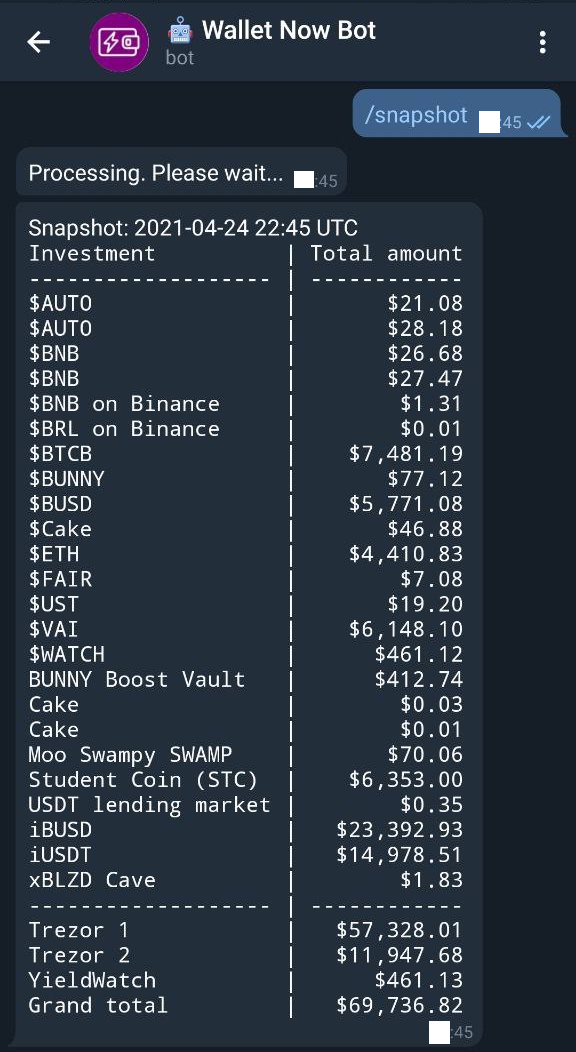 Wallet Now Bot
bot
/snapshot :45
Processing. Please wait... :45
Snapshot: 2021-04-24 22:45 UTC
Investment | Total amount
------------------- | ------------
$AUTO | $21.08
$AUTO | $28.18
$BNB | $26.68
$BNB | $27.47
$BNB on Binance | $1.31
$BRL on Binance | $0.01
$BTCB | $7,481.19
$BUNNY | $77.12
$BUSD | $5,771.08
$Cake | $46.88
$ETH | $4,410.83
$FAIR | $7.08
$UST | $19.20
$VAI | $6,148.10
$WATCH | $461.12
BUNNY Boost Vault | $412.74
Cake | $0.03
Cake | $0.01
Moo Swampy SWAMP | $70.06
Student Coin (STC) | $6,353.00
USDT lending market | $0.35
iBUSD | $23,392.93
iUSDT | $14,978.51
xBLZD Cave | $1.83
------------------- | ------------
Trezor 1 | $57,328.01
Trezor 2 | $11,947.68
YieldWatch | $461.13
Grand total | $69,736.82
:45